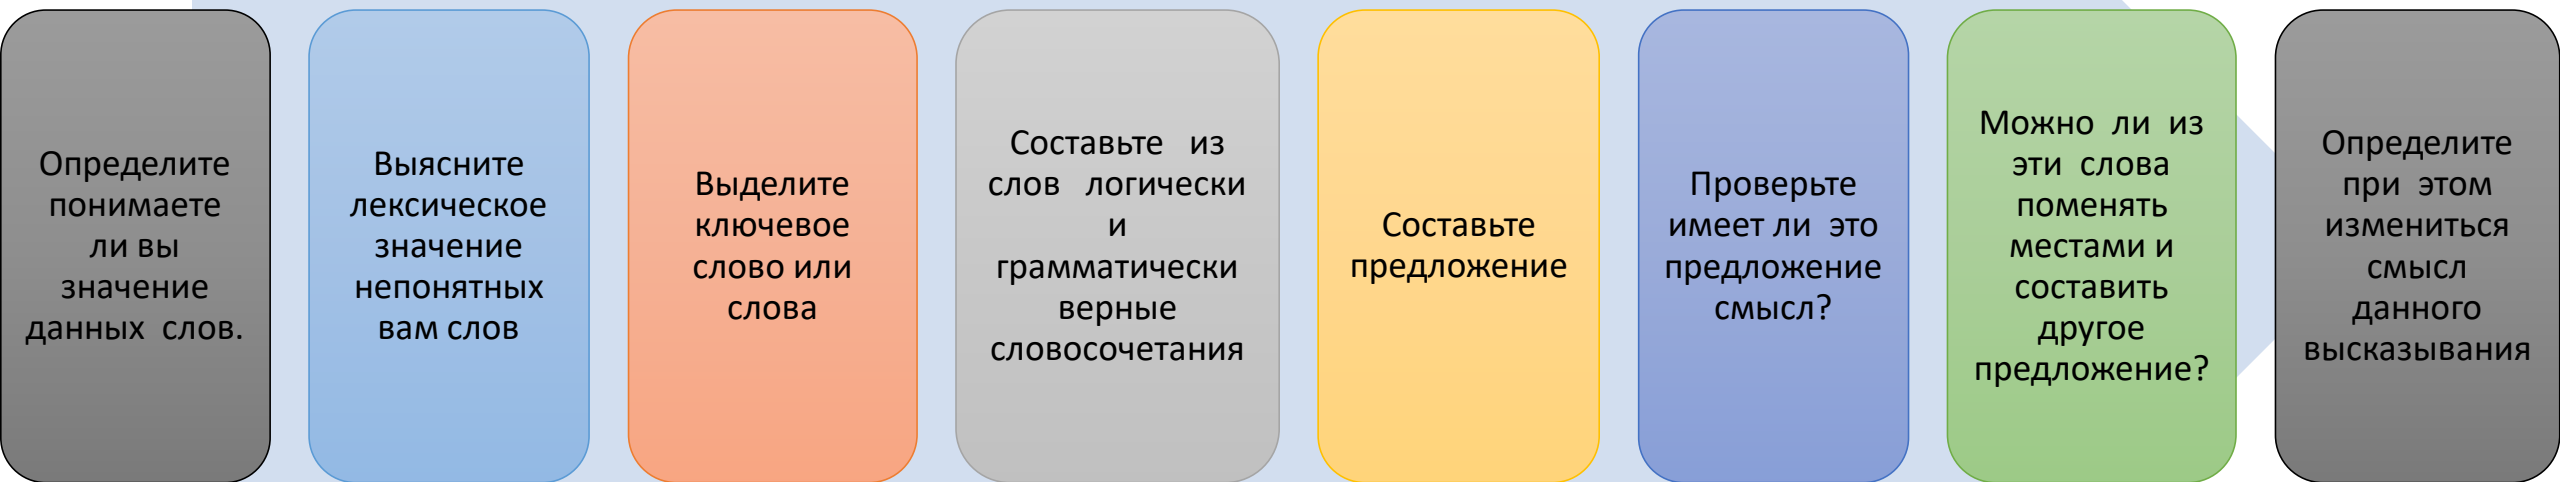 Определите
понимаете
ли вы
значение
данных слов.
Выясните
лексическое
значение
непонятных
вам слов
Выделите
ключевое
слово или
слова
Составьте из
слов логически
и
грамматически
верные
словосочетания
Составьте
предложение
Проверьте
имеет ли это
предложение
смысл?
Можно ли из
эти слова
поменять
местами и
составить
другое
предложение?
Определите
при этом
измениться
смысл
данного
высказывания